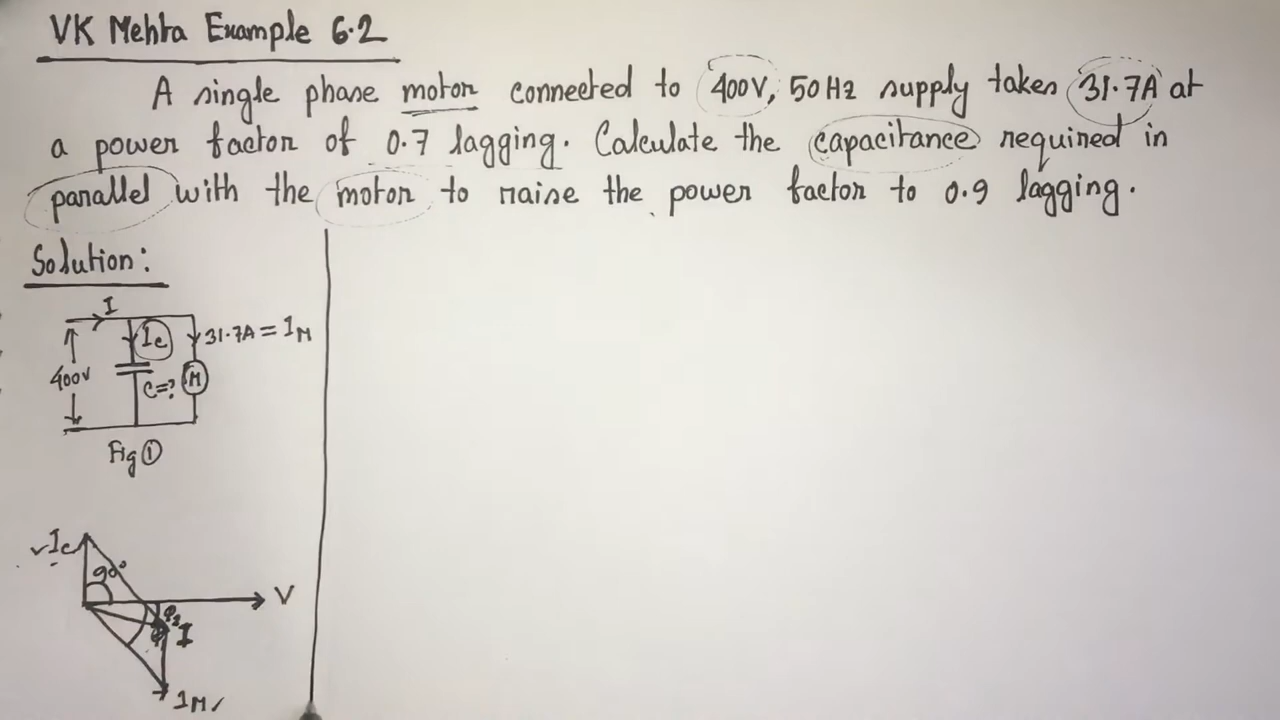 VK Mehta Example 6.2
A single phase motor connected to 400V, 50Hz supply takes 31.7A at
a power factor of 0.7 lagging. Calculate the capacitance required in
parallel with the motor to raise the power factor to 0.9 lagging.
Solution:
I
Ic
31.7A = IM
400V
C=?
M
Fig ①
Ic
90°
V
φ2
I
IM